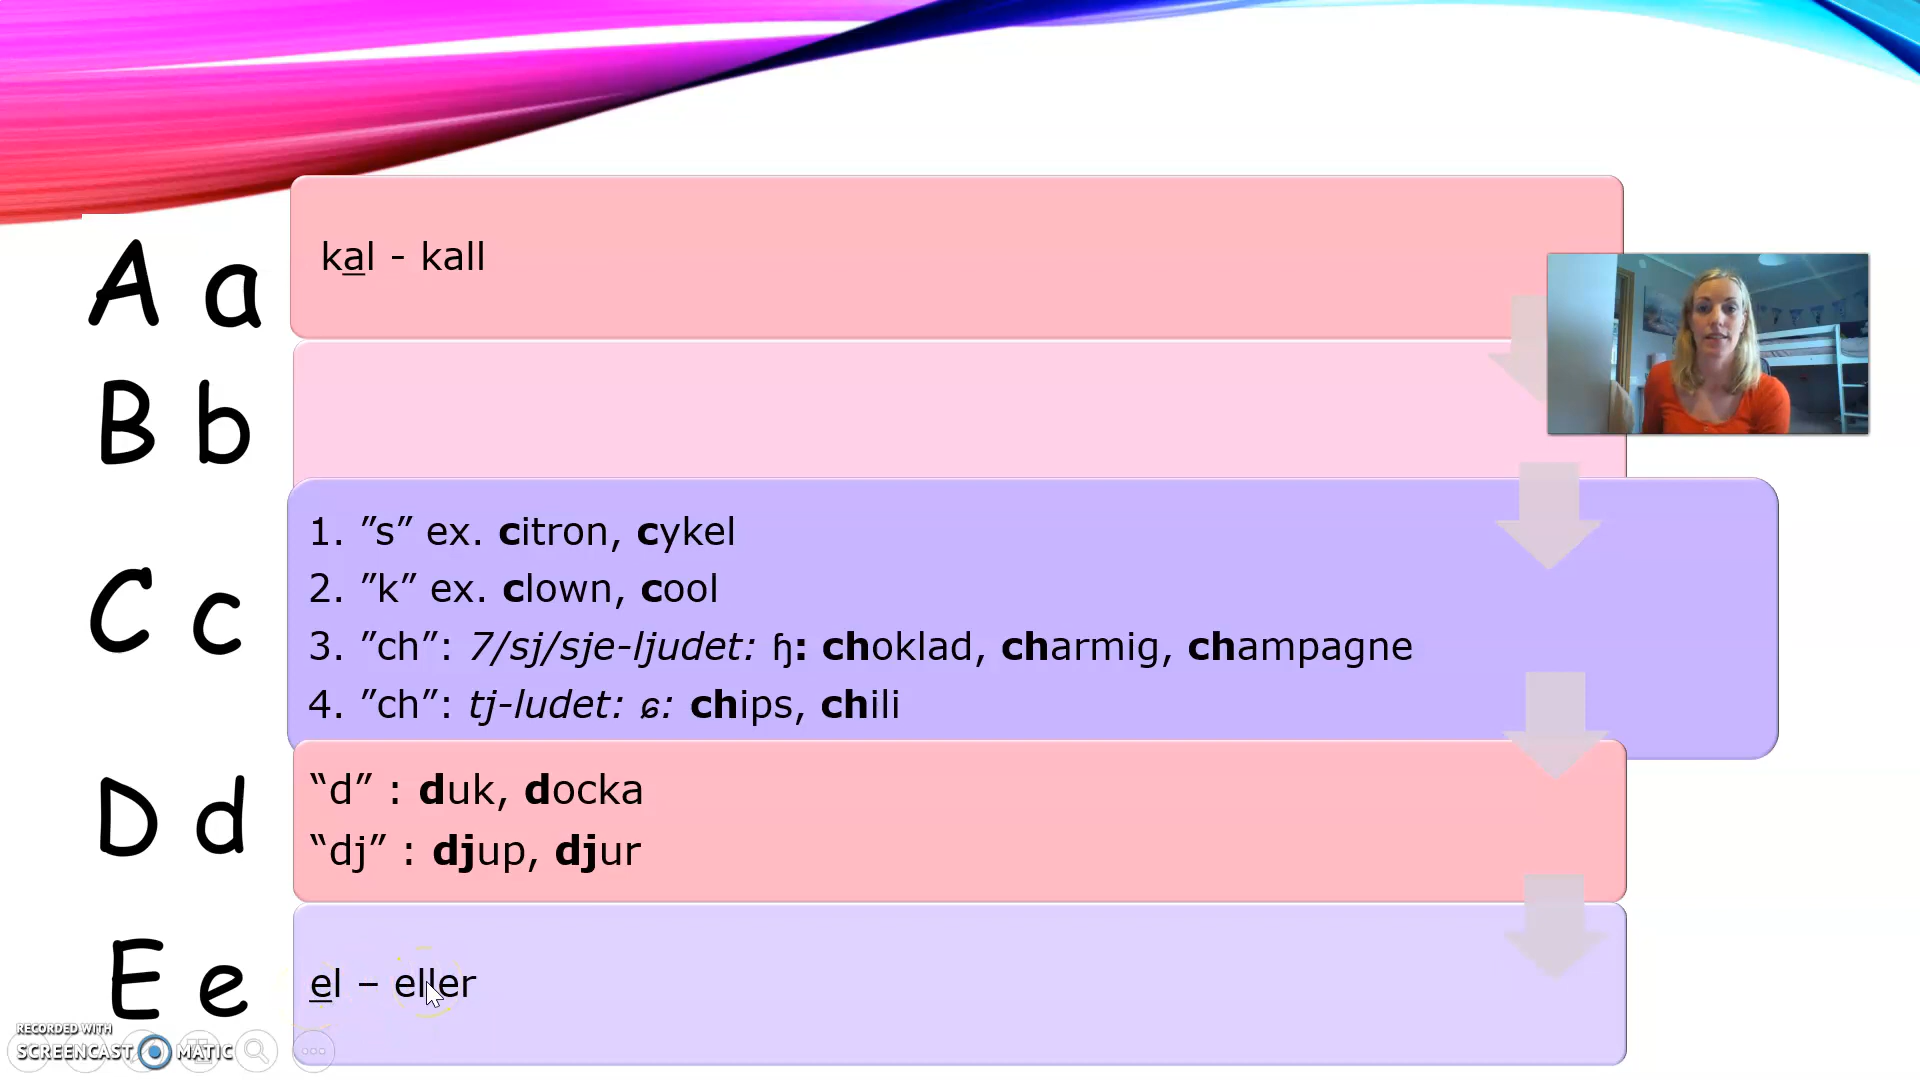 A a
kal - kall
B b
C c
1. ”s” ex. citron, cykel
2. ”k” ex. clown, cool
3. ”ch”: 7/sj/sje-ljudet: ɧ: choklad, charmig, champagne
4. ”ch”: tj-ludet: ɕ: chips, chili
D d
“d” : duk, docka
“dj” : djup, djur
E e
el – eller
RECORDED WITH
SCREENCAST MATIC